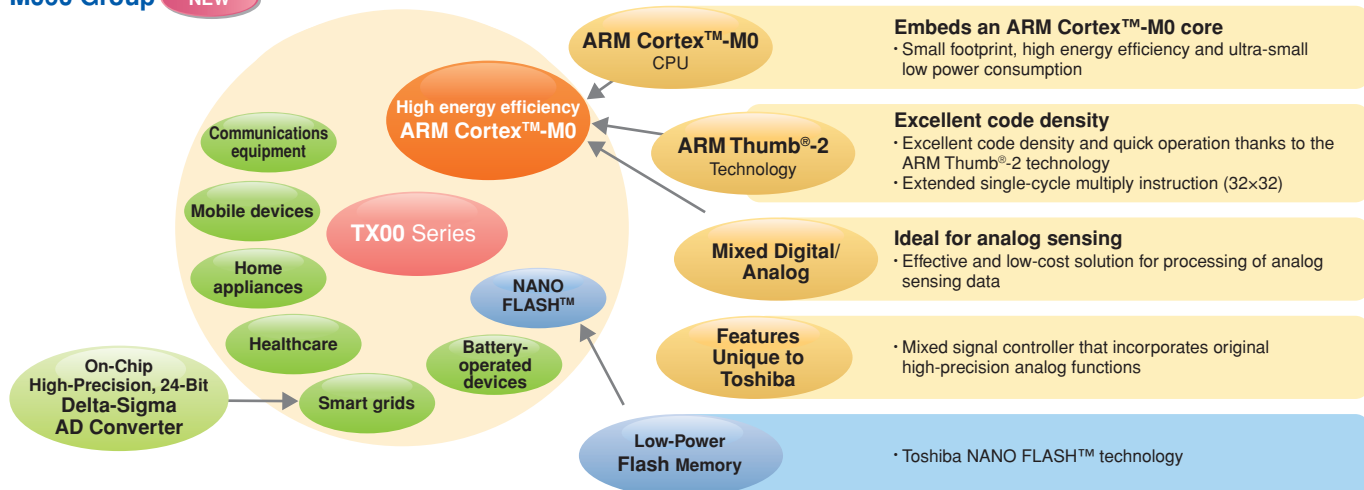 M000 Group
NEW
ARM Cortex™-M0
CPU
Embeds an ARM Cortex™-M0 core
・Small footprint, high energy efficiency and ultra-small
low power consumption
High energy efficiency
ARM Cortex™-M0
ARM Thumb®-2
Technology
Excellent code density
・Excellent code density and quick operation thanks to the
ARM Thumb®-2 technology
・Extended single-cycle multiply instruction (32×32)
Communications
equipment
Mobile devices
TX00 Series
Mixed Digital/
Analog
Ideal for analog sensing
・Effective and low-cost solution for processing of analog
sensing data
Home
appliances
NANO
FLASH™
Healthcare
Battery-
operated
devices
Features
Unique to
Toshiba
・Mixed signal controller that incorporates original
high-precision analog functions
On-Chip
High-Precision, 24-Bit
Delta-Sigma
AD Converter
Smart grids
Low-Power
Flash Memory
・Toshiba NANO FLASH™ technology